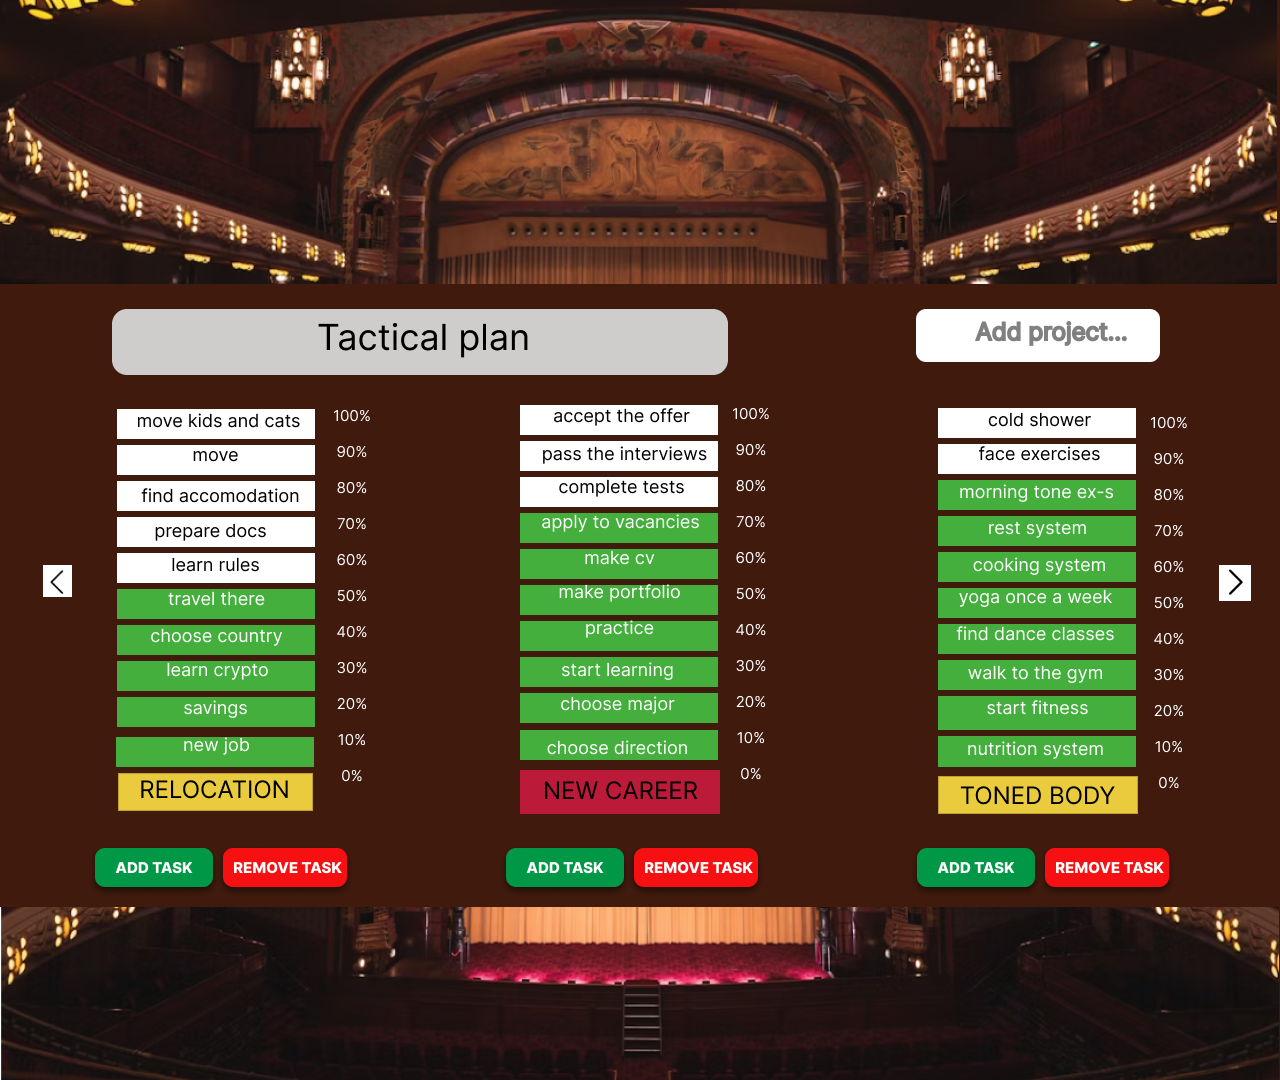 Tactical plan
Add project...
move kids and cats
100%
move
90%
find accomodation
80%
prepare docs
70%
learn rules
60%
travel there
50%
choose country
40%
learn crypto
30%
savings
20%
new job
10%
RELOCATION
0%
ADD TASK
REMOVE TASK
accept the offer
100%
pass the interviews
90%
complete tests
80%
apply to vacancies
70%
make cv
60%
make portfolio
50%
practice
40%
start learning
30%
choose major
20%
choose direction
10%
NEW CAREER
0%
ADD TASK
REMOVE TASK
cold shower
100%
face exercises
90%
morning tone ex-s
80%
rest system
70%
cooking system
60%
yoga once a week
50%
find dance classes
40%
walk to the gym
30%
start fitness
20%
nutrition system
10%
TONED BODY
0%
ADD TASK
REMOVE TASK